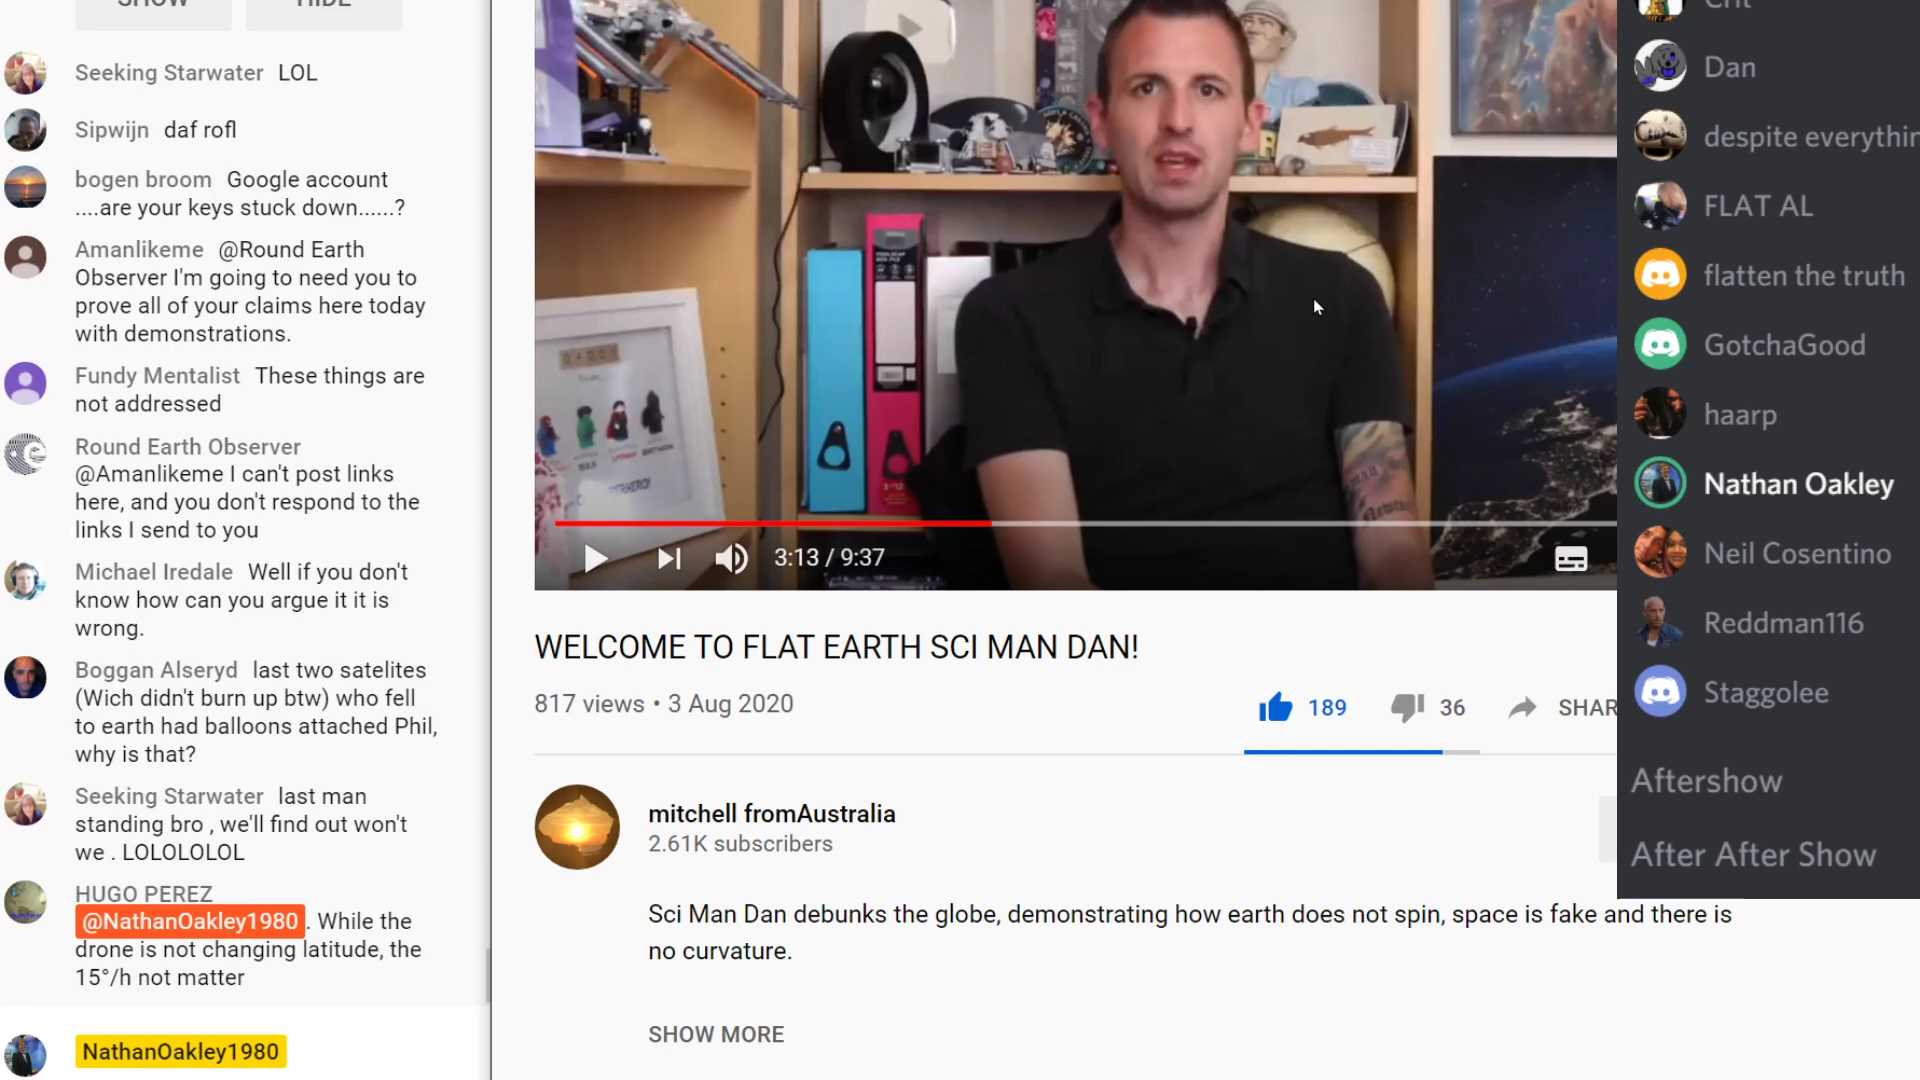 SHOW
HIDE
Seeking Starwater LOL
Sipwijn daf rofl
bogen broom Google account
....are your keys stuck down......?
Amanlikeme @Round Earth
Observer I'm going to need you to
prove all of your claims here today
with demonstrations.
Fundy Mentalist These things are
not addressed
Round Earth Observer
@Amanlikeme I can't post links
here, and you don't respond to the
links I send to you
Michael Iredale Well if you don't
know how can you argue it it is
wrong.
Boggan Alseryd last two satelites
(Wich didn't burn up btw) who fell
to earth had balloons attached Phil,
why is that?
Seeking Starwater last man
standing bro , we'll find out won't
we . LOLOLOLOL
HUGO PEREZ
@NathanOakley1980 . While the
drone is not changing latitude, the
15°/h not matter
NathanOakley1980
3:13 / 9:37
WELCOME TO FLAT EARTH SCI MAN DAN!
817 views • 3 Aug 2020
189
36
SHAR
mitchell fromAustralia
2.61K subscribers
Sci Man Dan debunks the globe, demonstrating how earth does not spin, space is fake and there is
no curvature.
SHOW MORE
Dan
despite everythin
FLAT AL
flatten the truth
GotchaGood
haarp
Nathan Oakley
Neil Cosentino
Reddman116
Staggolee
Aftershow
After After Show